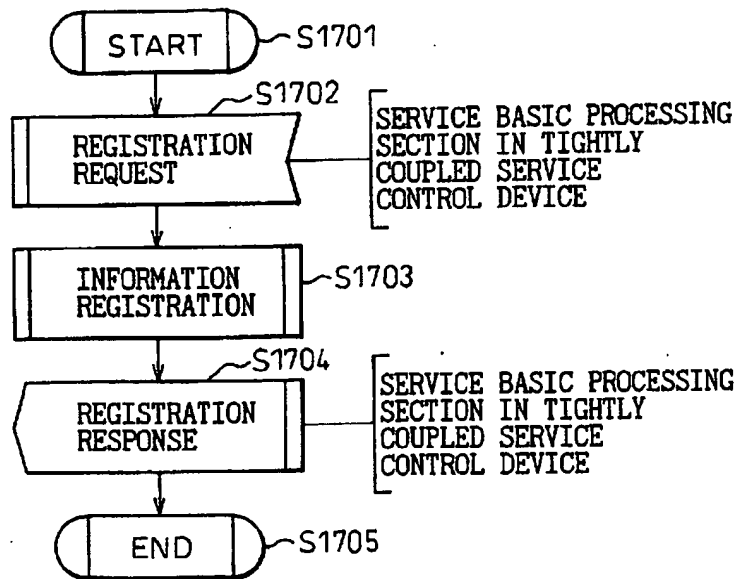 START
S1701
S1702
REGISTRATION
REQUEST
SERVICE BASIC PROCESSING
SECTION IN TIGHTLY
COUPLED SERVICE
CONTROL DEVICE
INFORMATION
REGISTRATION
S1703
S1704
REGISTRATION
RESPONSE
SERVICE BASIC PROCESSING
SECTION IN TIGHTLY
COUPLED SERVICE
CONTROL DEVICE
END
S1705